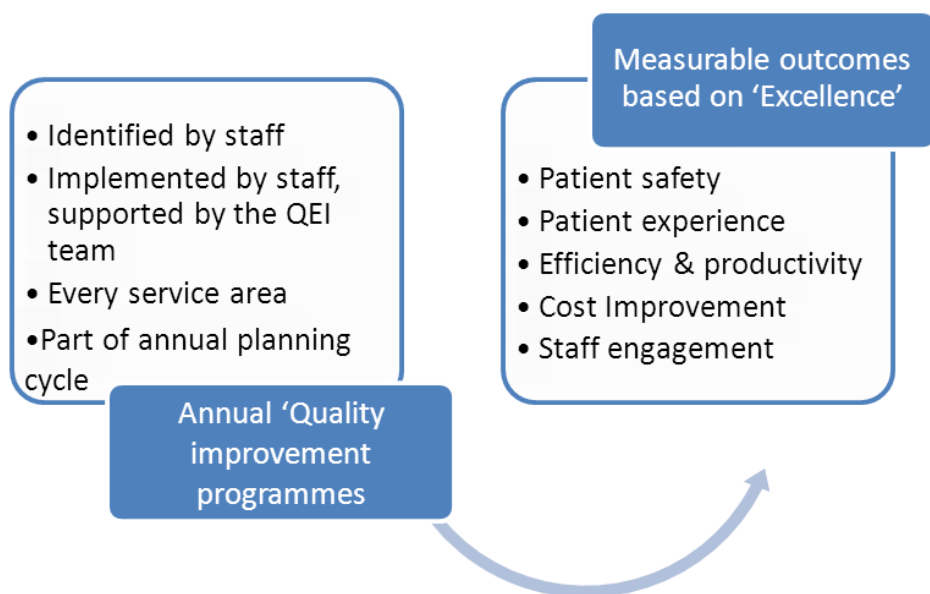 • Identified by staff
• Implemented by staff,
supported by the QEI
team
• Every service area
•Part of annual planning
cycle
Annual ‘Quality
improvement
programmes
Measurable outcomes
based on ‘Excellence’
• Patient safety
• Patient experience
• Efficiency & productivity
• Cost Improvement
• Staff engagement